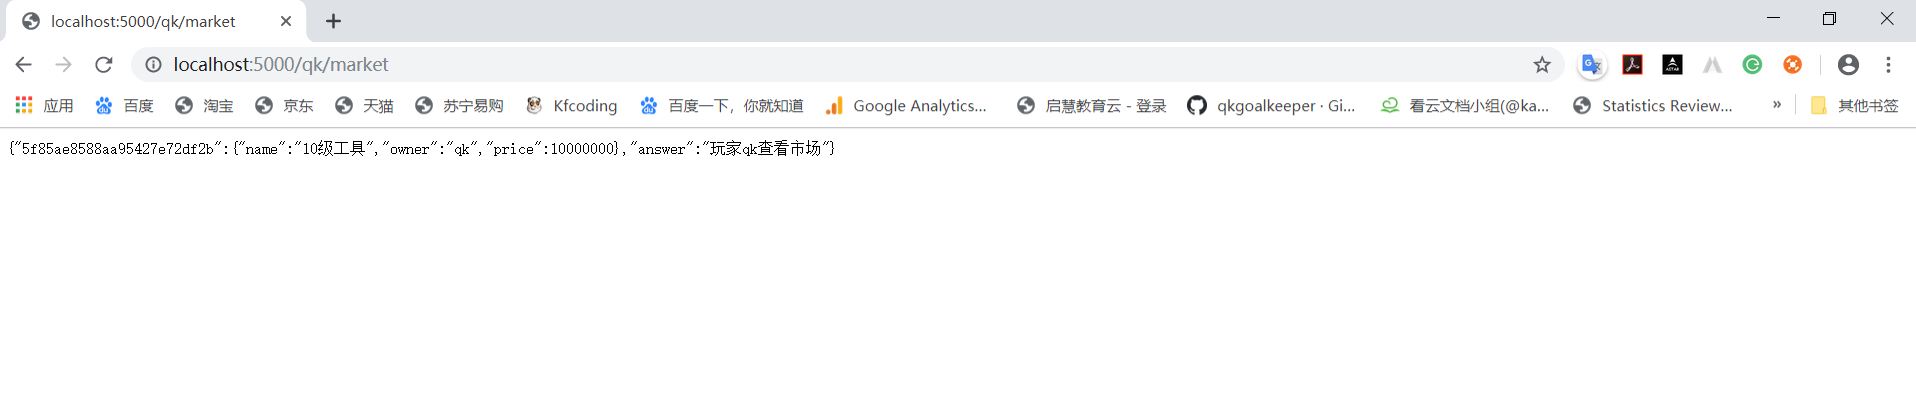 localhost:5000/qk/market
localhost:5000/qk/market
应用 百度 淘宝 京东 天猫 苏宁易购 Kfcoding 百度一下，你就知道 Google Analytics... 启慧教育云 - 登录 qkgoalkeeper · Gi... 看云文档小组(@ka... Statistics Review... » 其他书签
{"5f85ae8588aa95427e72df2b":{"name":"10级工具","owner":"qk","price":10000000},"answer":"玩家qk查看市场"}